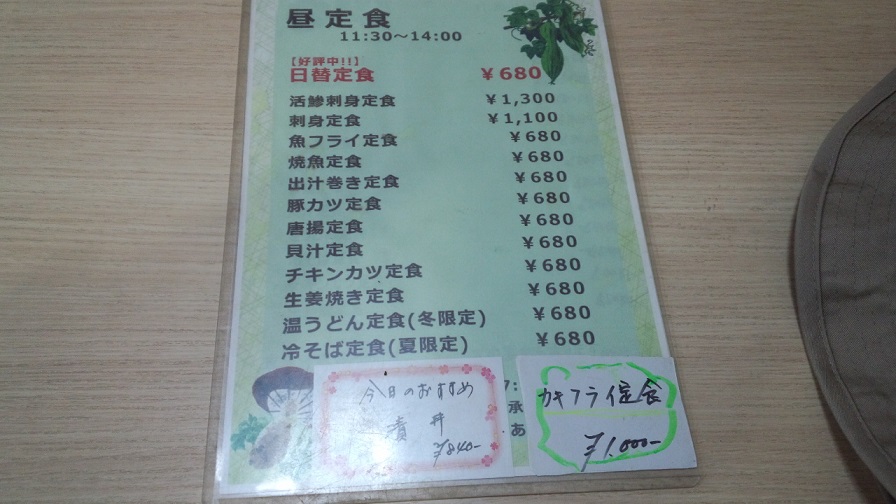 昼定食
11:30～14:00
【好評中!!】
日替定食 ￥680
活鯵刺身定食 ￥1,300
刺身定食 ￥1,100
魚フライ定食 ￥680
焼魚定食 ￥680
出汁巻き定食 ￥680
豚カツ定食 ￥680
唐揚定食 ￥680
貝汁定食 ￥680
チキンカツ定食 ￥680
生姜焼き定食 ￥680
温うどん定食(冬限定) ￥680
冷そば定食(夏限定) ￥680
今日のおすすめ
漬丼
￥840-
承
あ
カキフライ定食
￥1.000-